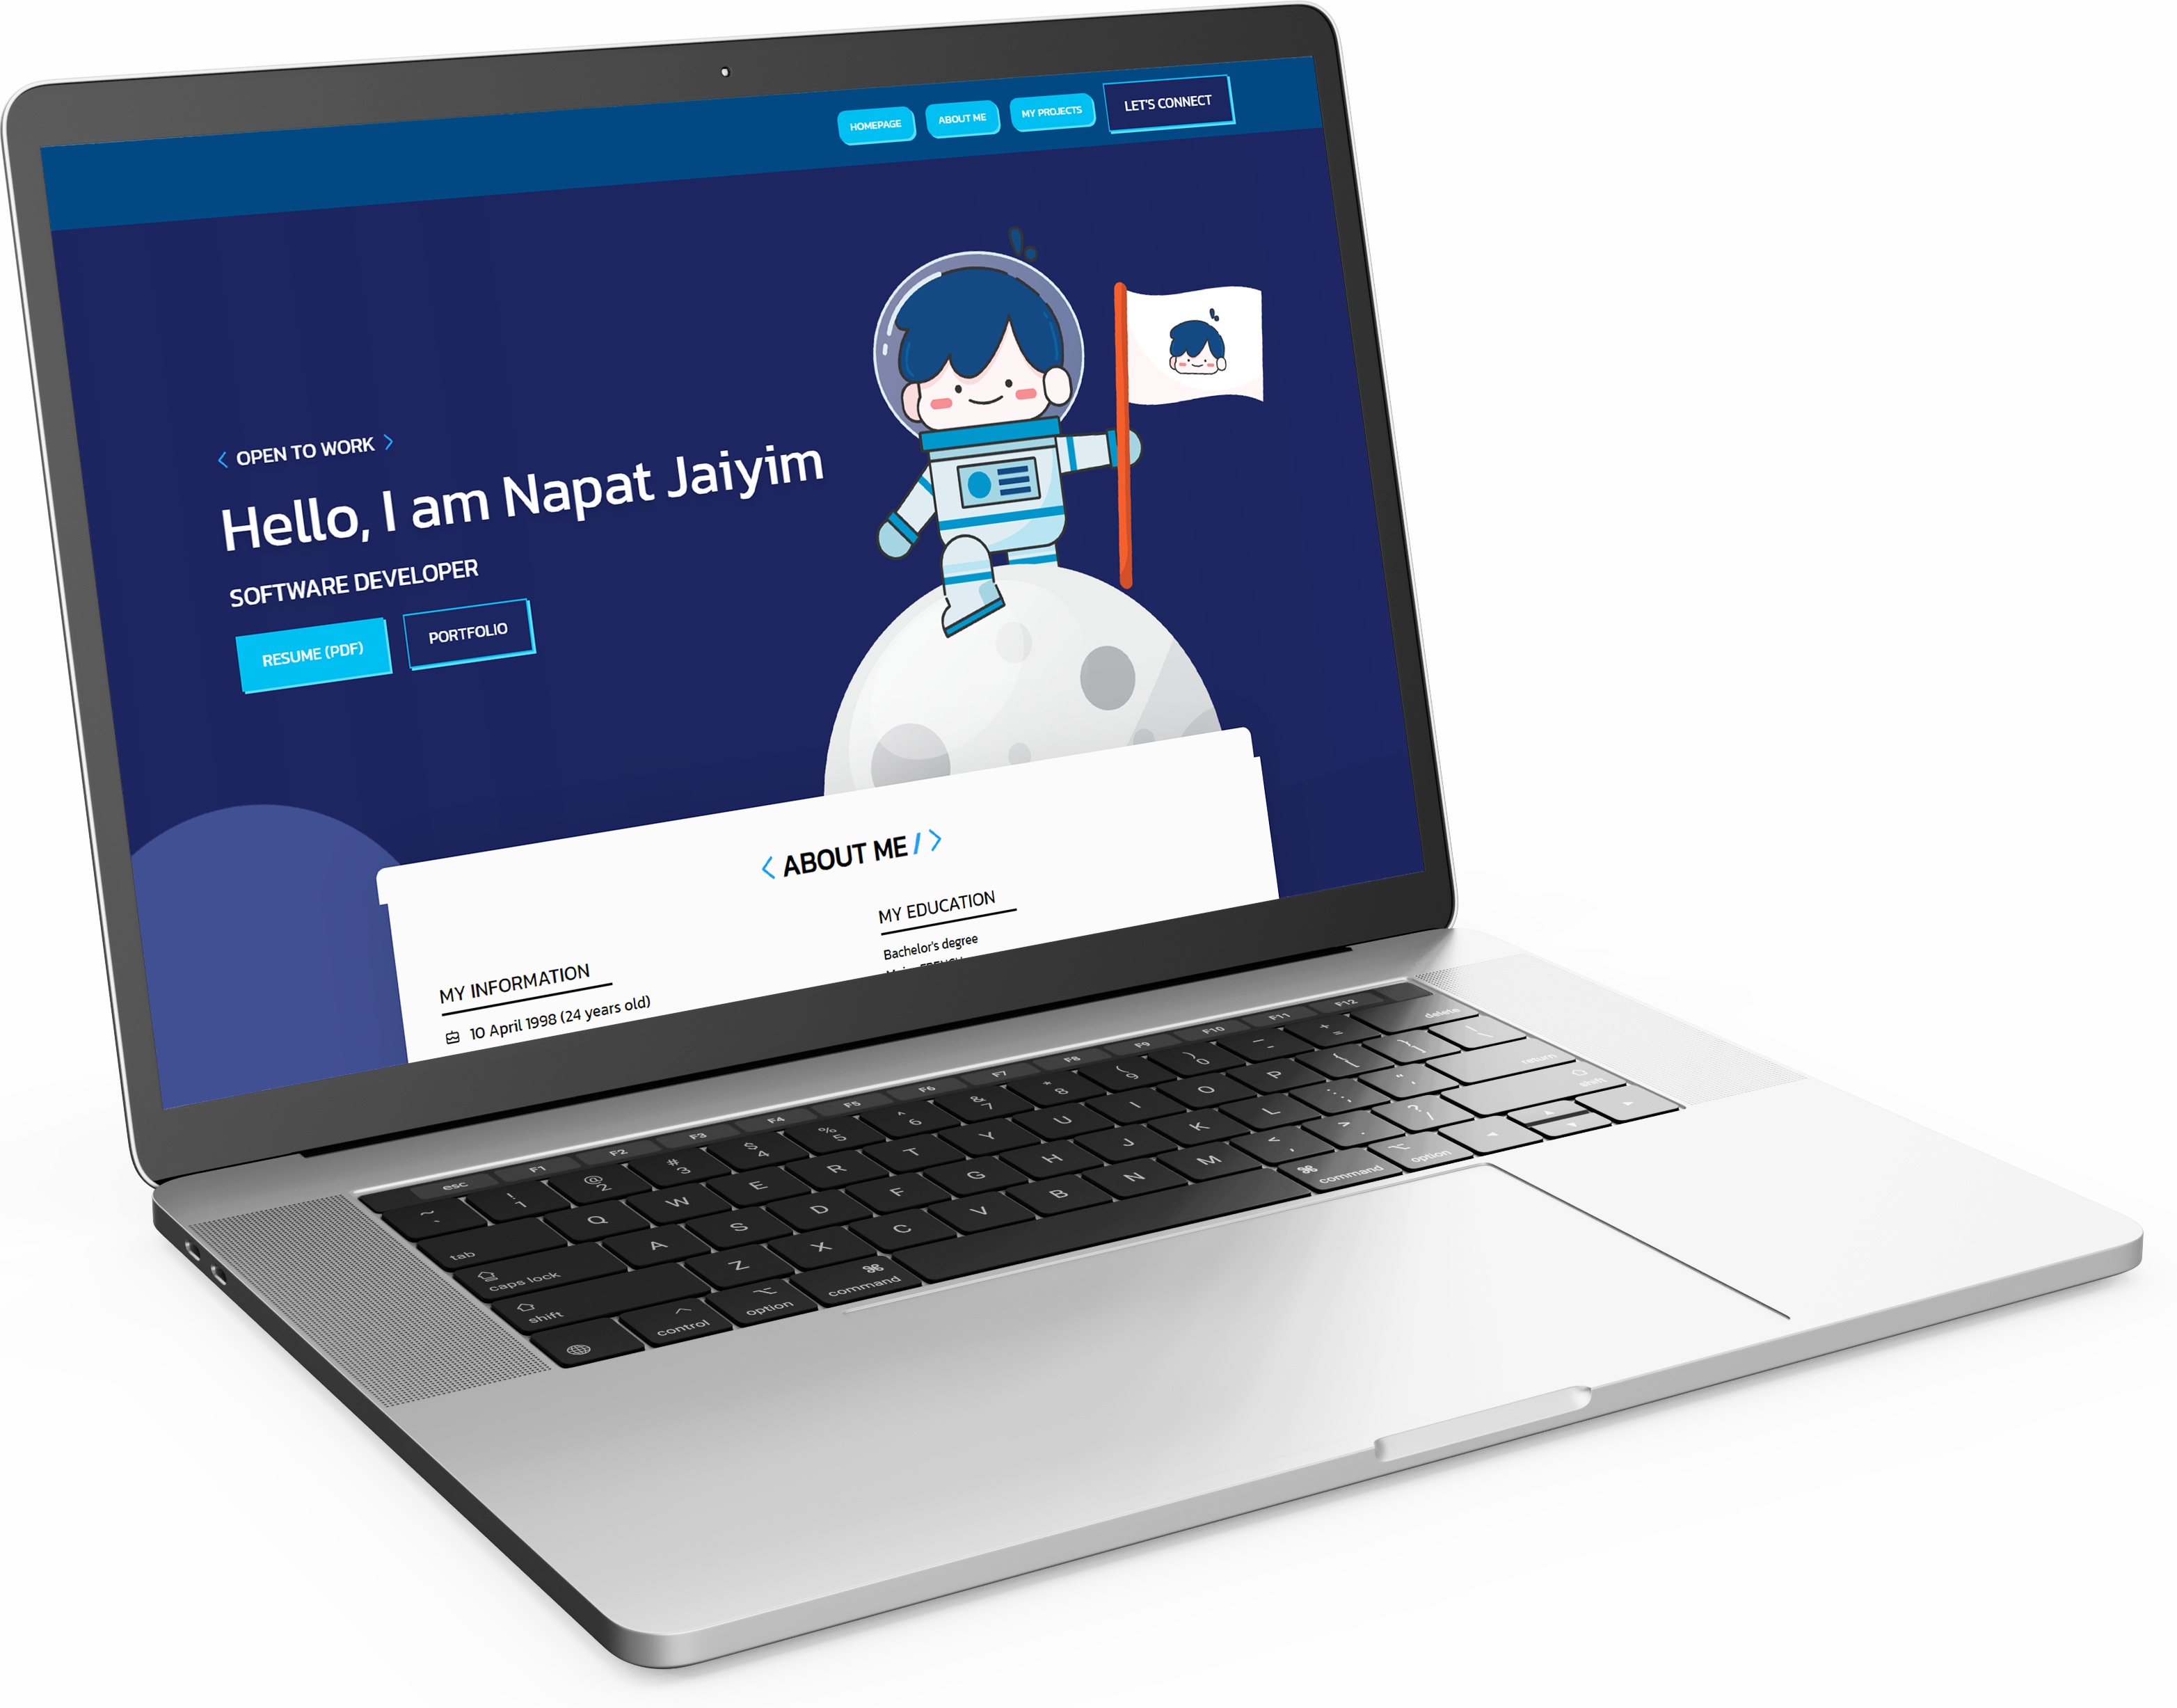 HOMEPAGE
ABOUT ME
MY PROJECTS
LET'S CONNECT
< OPEN TO WORK >
Hello, I am Napat Jaiyim
SOFTWARE DEVELOPER
RESUME (PDF)
PORTFOLIO
< ABOUT ME / >
MY EDUCATION
Bachelor's degree
MY INFORMATION
10 April 1998 (24 years old)
esc F1 F2 F3 F4 F5 F6 F7 F8 F9 F10 F11 F12
! 1 @ 2 # 3 $ 4 % 5 ^ 6 & 7 * 8 ( 9 ) 0 delete
tab Q W E R T Y U I O P
caps lock A S D F G H J K L return
shift Z X C V B N M shift
control option command command option